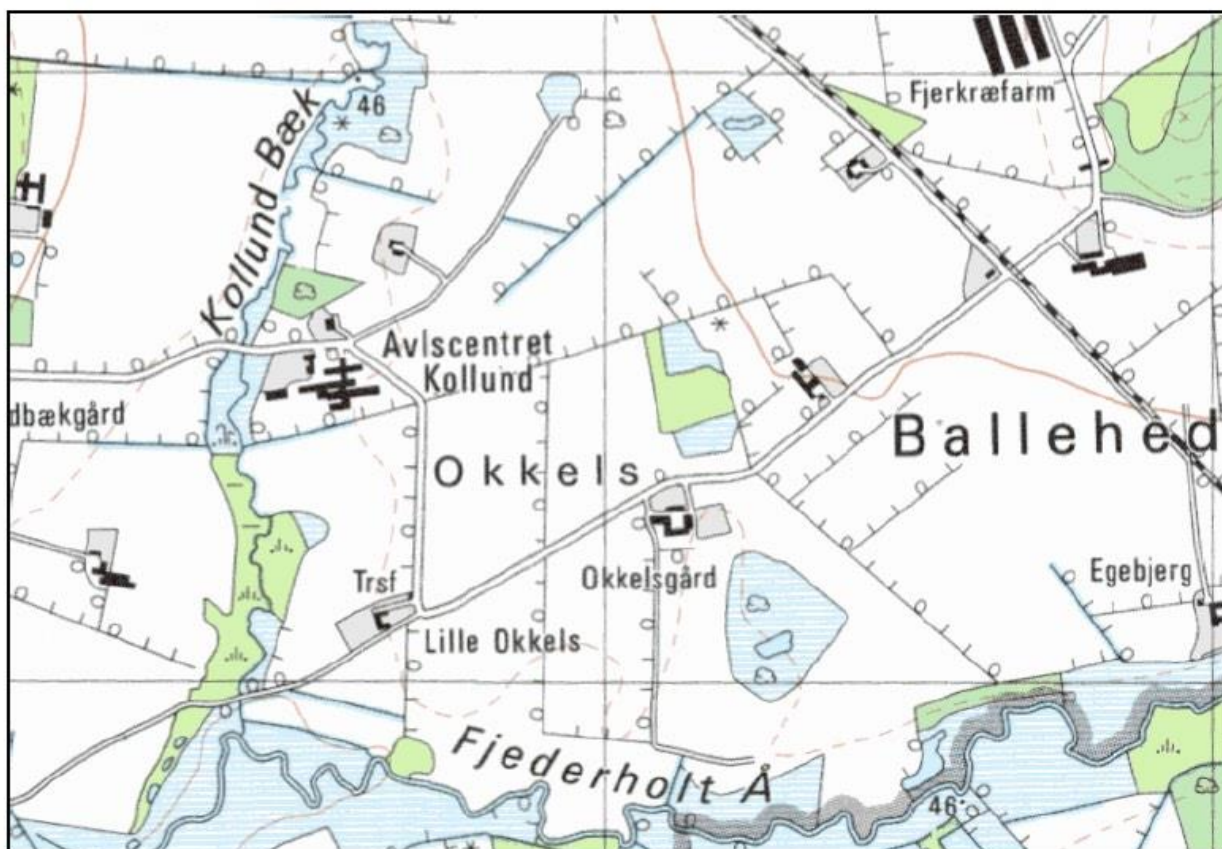 Fjerkræfarm
46
Kollund Bæk
Avlscentret
Kollund
dbækgård
Ballehed
Okkels
Trsf
Okkelsgård
Egebjerg
Lille Okkels
Fjederholt Å
46